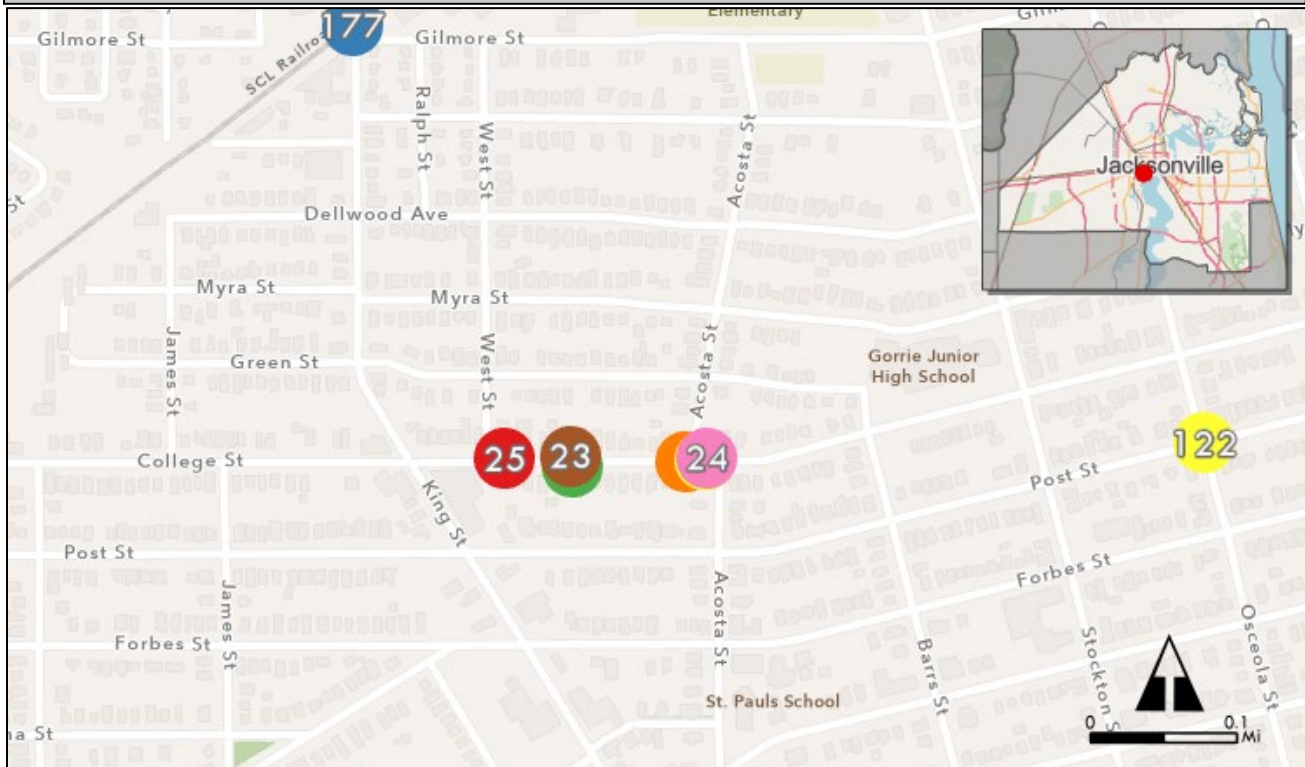 Elementary
Gilmore St
SCL Railro
177
Gilmore St
Ralph St
West St
Acosta St
Jacksonville
Dellwood Ave
Myra St
Myra St
James St
Green St
West St
Acosta St
Gorrie Junior
High School
College St
25
23
24
122
King St
Post St
Post St
Forbes St
James St
Acosta St
Forbes St
Barrs St
Stockton S
Osceola St
St. Pauls School
na St
St
0
0.1
Mi